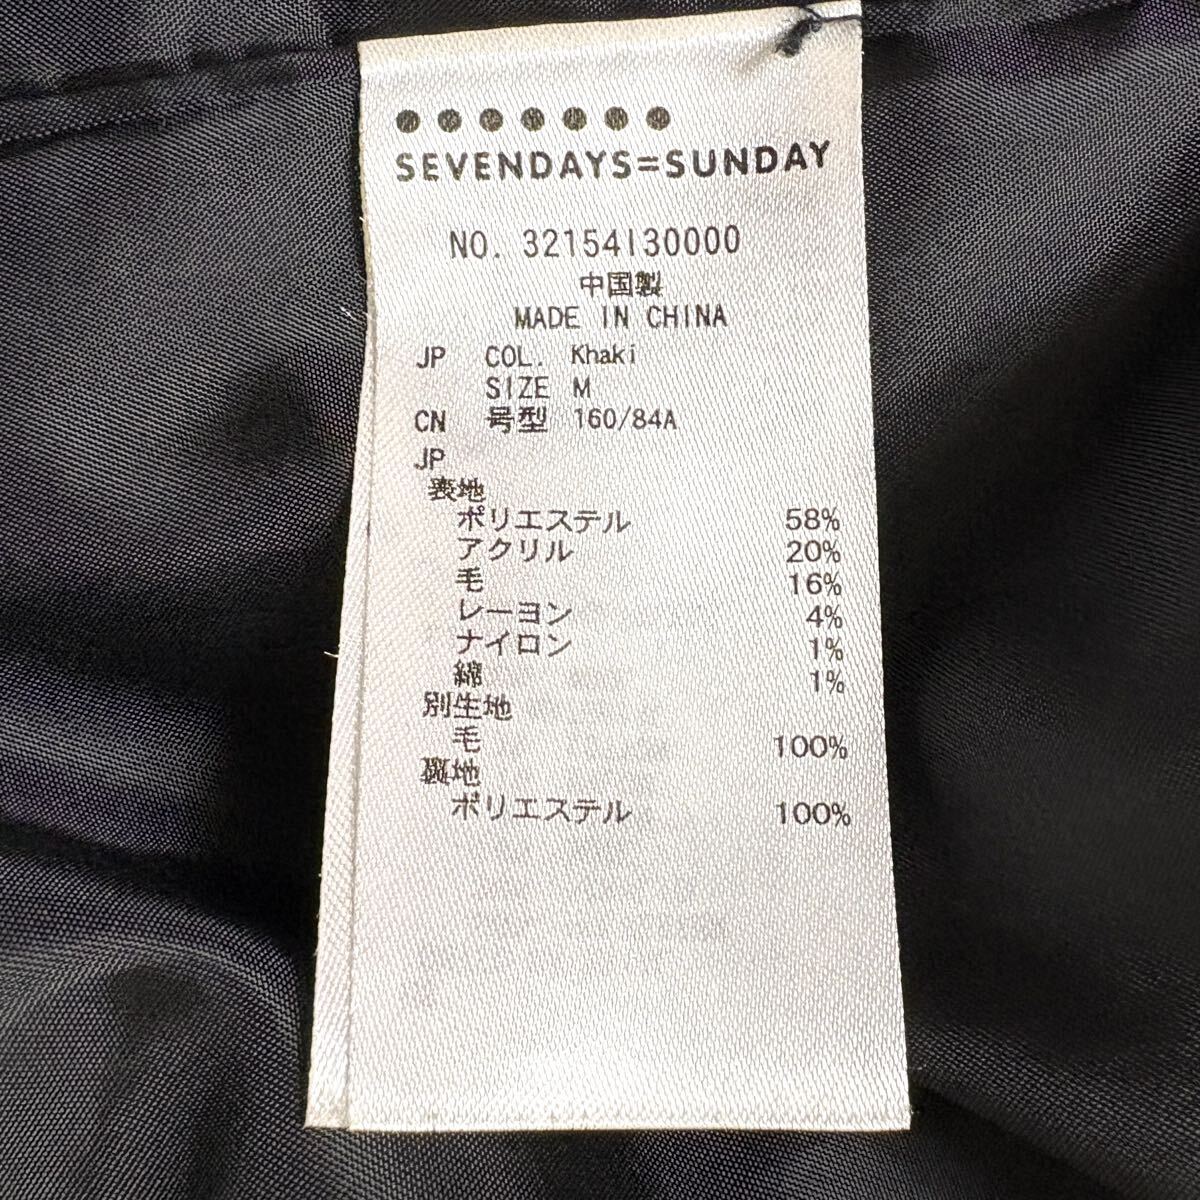 SEVENDAYS=SUNDAY
NO. 32154I30000
中国製
MADE IN CHINA
JP COL. Khaki
SIZE M
CN 号型 160/84A
JP
表地
ポリエステル 58%
アクリル 20%
毛 16%
レーヨン 4%
ナイロン 1%
綿 1%
別生地
毛 100%
裏地
ポリエステル 100%